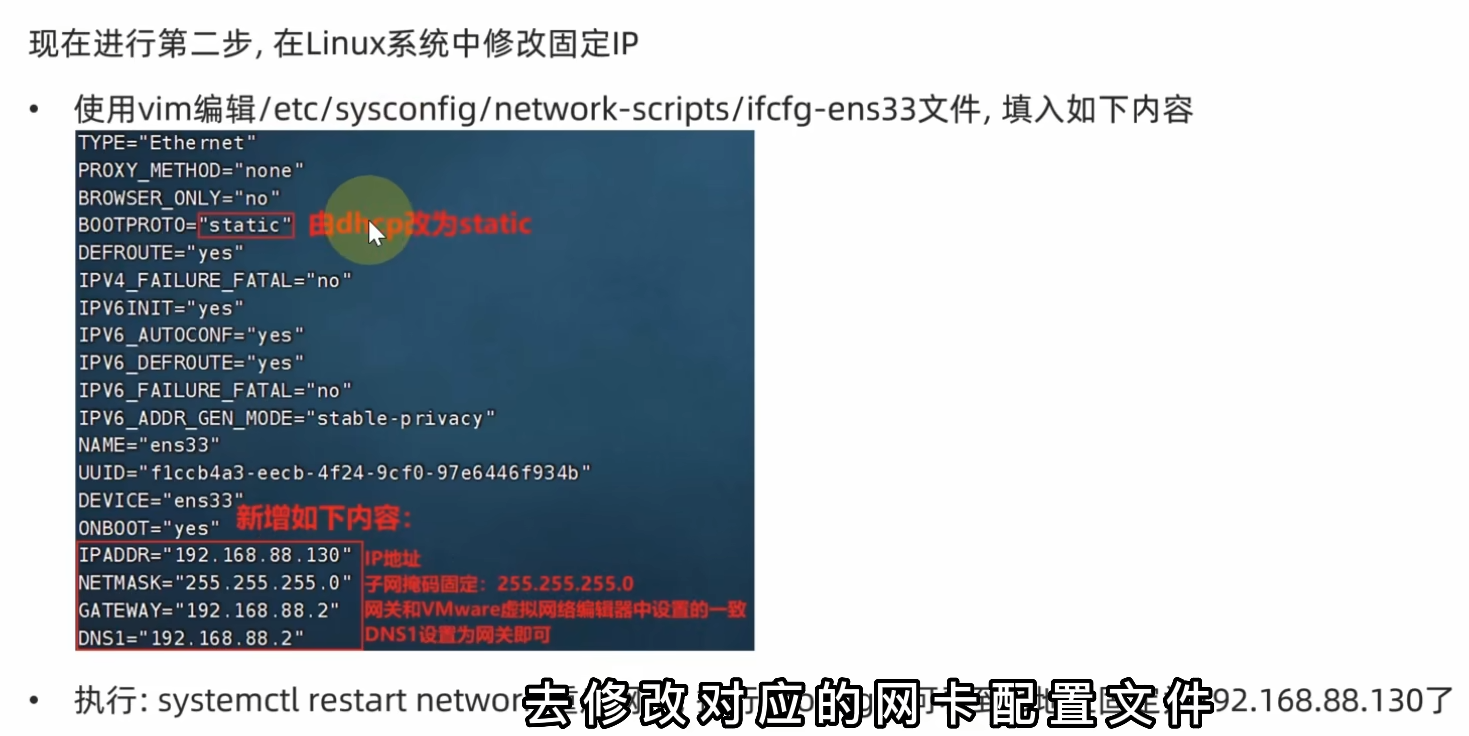 现在进行第二步, 在Linux系统中修改固定IP
• 使用vim编辑/etc/sysconfig/network-scripts/ifcfg-ens33文件, 填入如下内容
TYPE="Ethernet"
PROXY_METHOD="none"
BROWSER_ONLY="no"
BOOTPROTO="static" 由dhcp改为static
DEFROUTE="yes"
IPV4_FAILURE_FATAL="no"
IPV6INIT="yes"
IPV6_AUTOCONF="yes"
IPV6_DEFROUTE="yes"
IPV6_FAILURE_FATAL="no"
IPV6_ADDR_GEN_MODE="stable-privacy"
NAME="ens33"
UUID="f1ccb4a3-eecb-4f24-9cf0-97e6446f934b"
DEVICE="ens33"
新增如下内容：
ONBOOT="yes"
IPADDR="192.168.88.130" IP地址
NETMASK="255.255.255.0" 子网掩码固定：255.255.255.0
GATEWAY="192.168.88.2" 网关和VMware虚拟网络编辑器中设置的一致
DNS1="192.168.88.2" DNS1设置为网关即可
• 执行: systemctl restart networ 92.168.88.130了
去修改对应的网卡配置文件